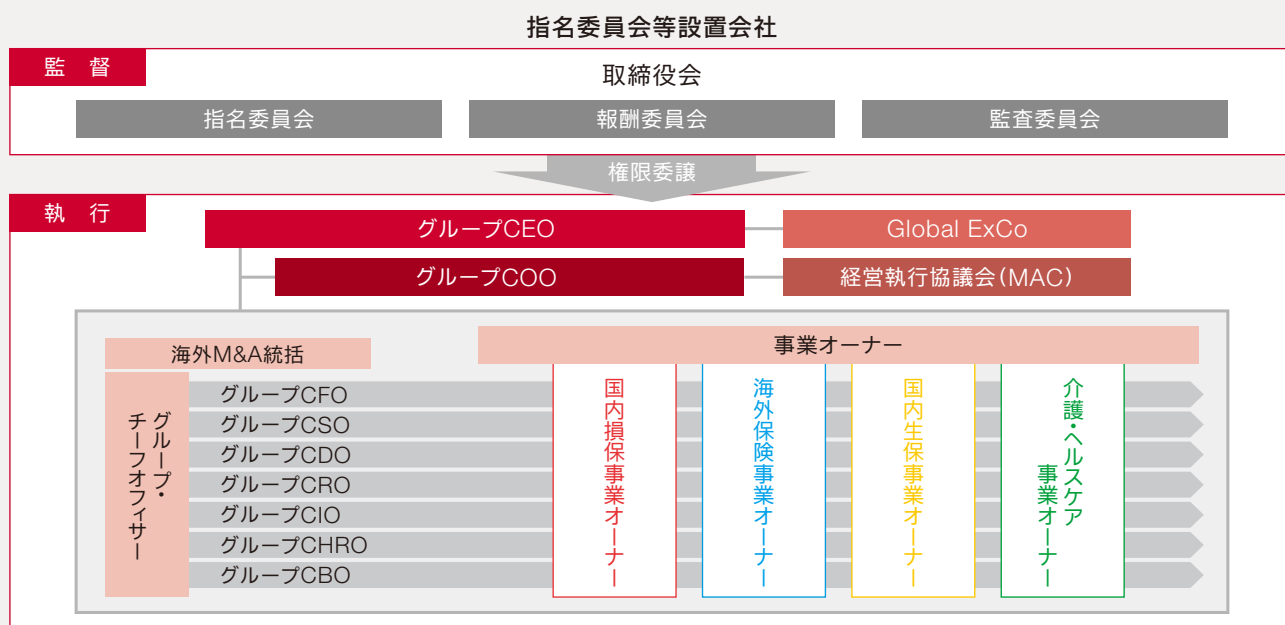 指名委員会等設置会社
監 督
取締役会
指名委員会
報酬委員会
監査委員会
権限委譲
執 行
グループCEO
Global ExCo
グループCOO
経営執行協議会(MAC)
海外M&A統括
事業オーナー
グループ・
チーフオフィサー
グループCFO
グループCSO
グループCDO
グループCRO
グループCIO
グループCHRO
グループCBO
国内損保事業オーナー
海外保険事業オーナー
国内生保事業オーナー
介護・ヘルスケア
事業オーナー